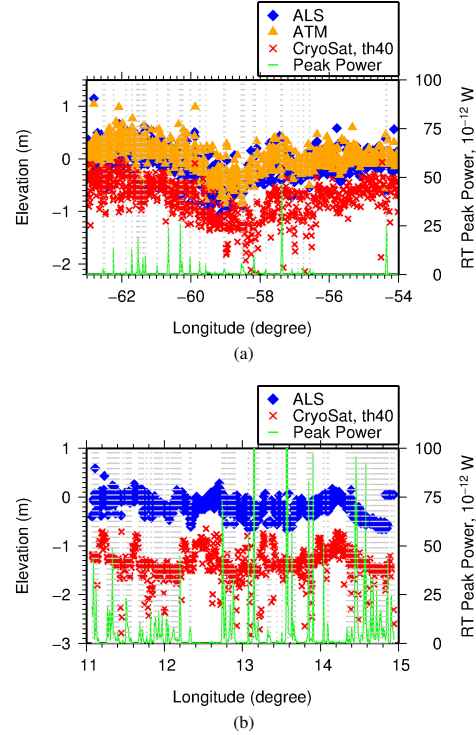 ALS
ATM
CryoSat, th40
Peak Power
1
0
−1
−2
Elevation (m)
100
75
50
25
0
RT Peak Power, 10⁻¹² W
−62 −60 −58 −56 −54
Longitude (degree)
(a)
ALS
CryoSat, th40
Peak Power
1
0
−1
−2
−3
Elevation (m)
100
75
50
25
0
RT Peak Power, 10⁻¹² W
11 12 13 14 15
Longitude (degree)
(b)